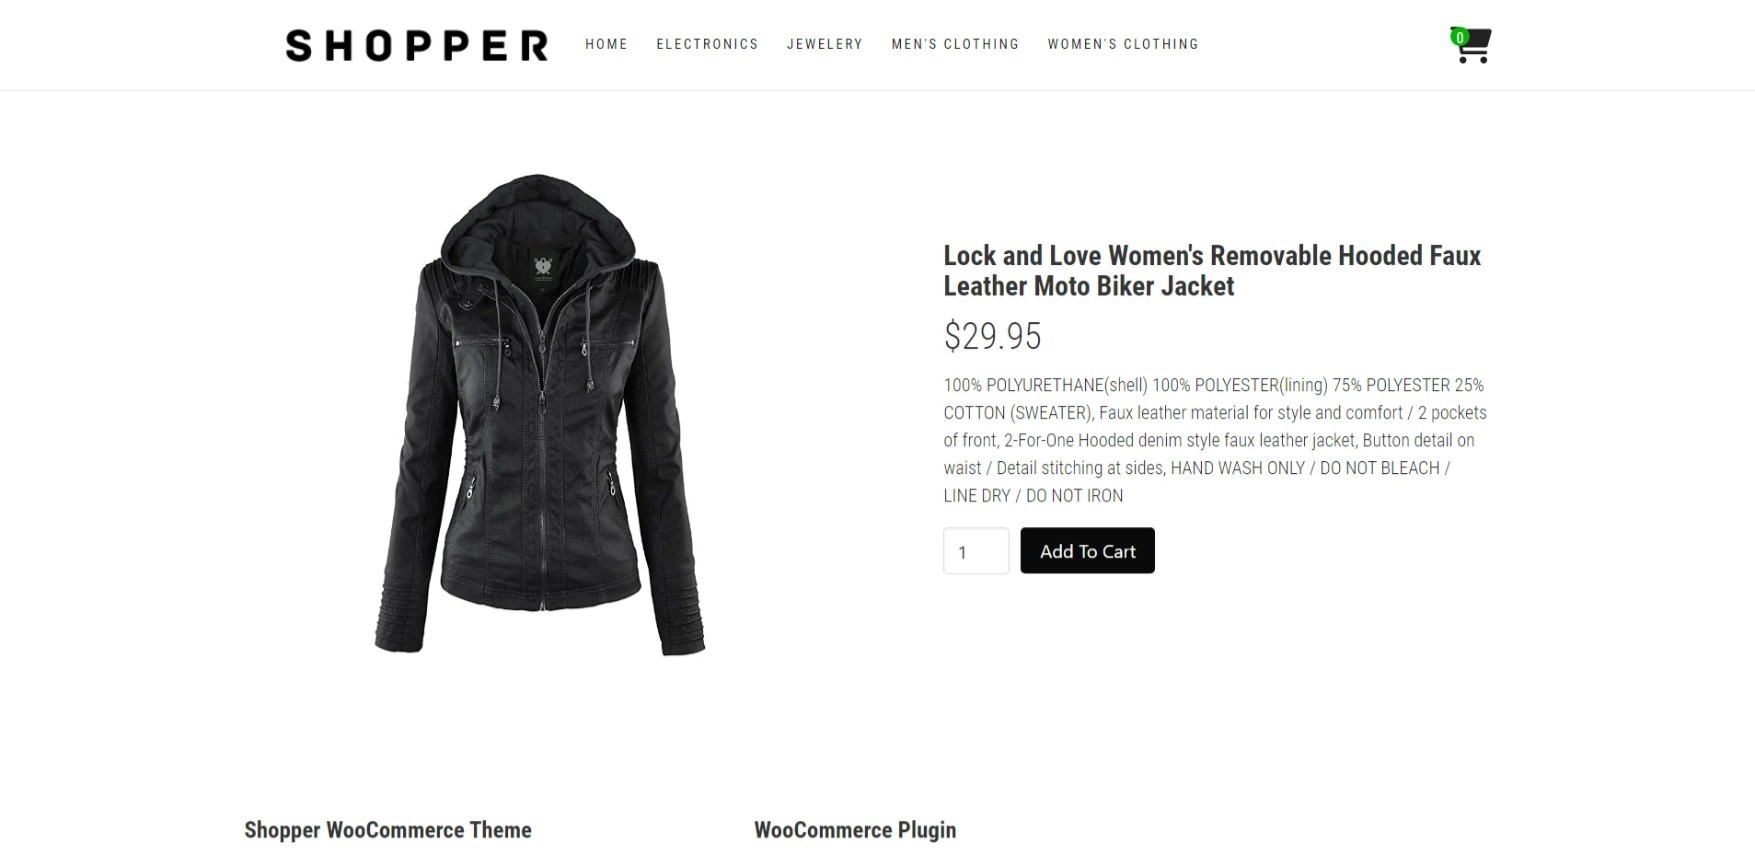 SHOPPER
HOME ELECTRONICS JEWELERY MEN'S CLOTHING WOMEN'S CLOTHING
0
Lock and Love Women's Removable Hooded Faux
Leather Moto Biker Jacket
$29.95
100% POLYURETHANE(shell) 100% POLYESTER(lining) 75% POLYESTER 25%
COTTON (SWEATER), Faux leather material for style and comfort / 2 pockets
of front, 2-For-One Hooded denim style faux leather jacket, Button detail on
waist / Detail stitching at sides, HAND WASH ONLY / DO NOT BLEACH /
LINE DRY / DO NOT IRON
1 Add To Cart
Shopper WooCommerce Theme WooCommerce Plugin